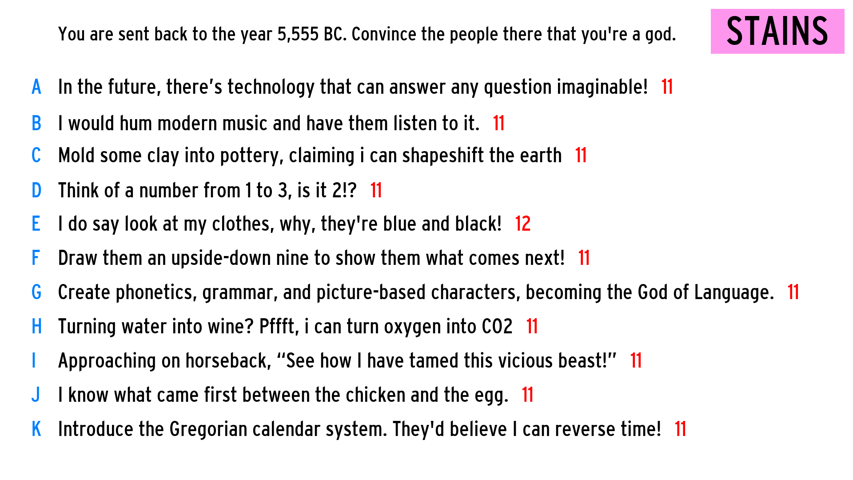 You are sent back to the year 5,555 BC. Convince the people there that you're a god.
STAINS
A In the future, there’s technology that can answer any question imaginable! 11
B I would hum modern music and have them listen to it. 11
C Mold some clay into pottery, claiming i can shapeshift the earth 11
D Think of a number from 1 to 3, is it 2!? 11
E I do say look at my clothes, why, they're blue and black! 12
F Draw them an upside-down nine to show them what comes next! 11
G Create phonetics, grammar, and picture-based characters, becoming the God of Language. 11
H Turning water into wine? Pffft, i can turn oxygen into CO2 11
I Approaching on horseback, “See how I have tamed this vicious beast!” 11
J I know what came first between the chicken and the egg. 11
K Introduce the Gregorian calendar system. They'd believe I can reverse time! 11